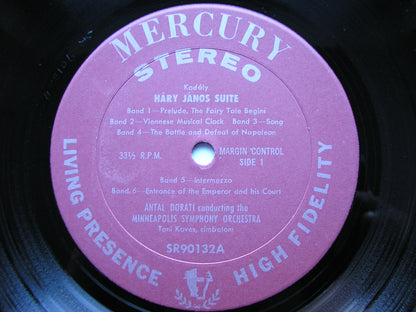 MERCURY
STEREO
Kodály
HÁRY JÁNOS SUITE
Band 1—Prelude, The Fairy Tale Begins
Band 2—Viennese Musical Clock Band 3—Song
Band 4—The Battle and Defeat of Napoleon
33⅓ R.P.M.
MARGIN CONTROL
SIDE 1
Band 5—Intermezzo
Band 6—Entrance of the Emperor and his Court
ANTAL DORATI conducting the
MINNEAPOLIS SYMPHONY ORCHESTRA
Toni Koves, cimbalom
SR90132A
LIVING PRESENCE
HIGH FIDELITY